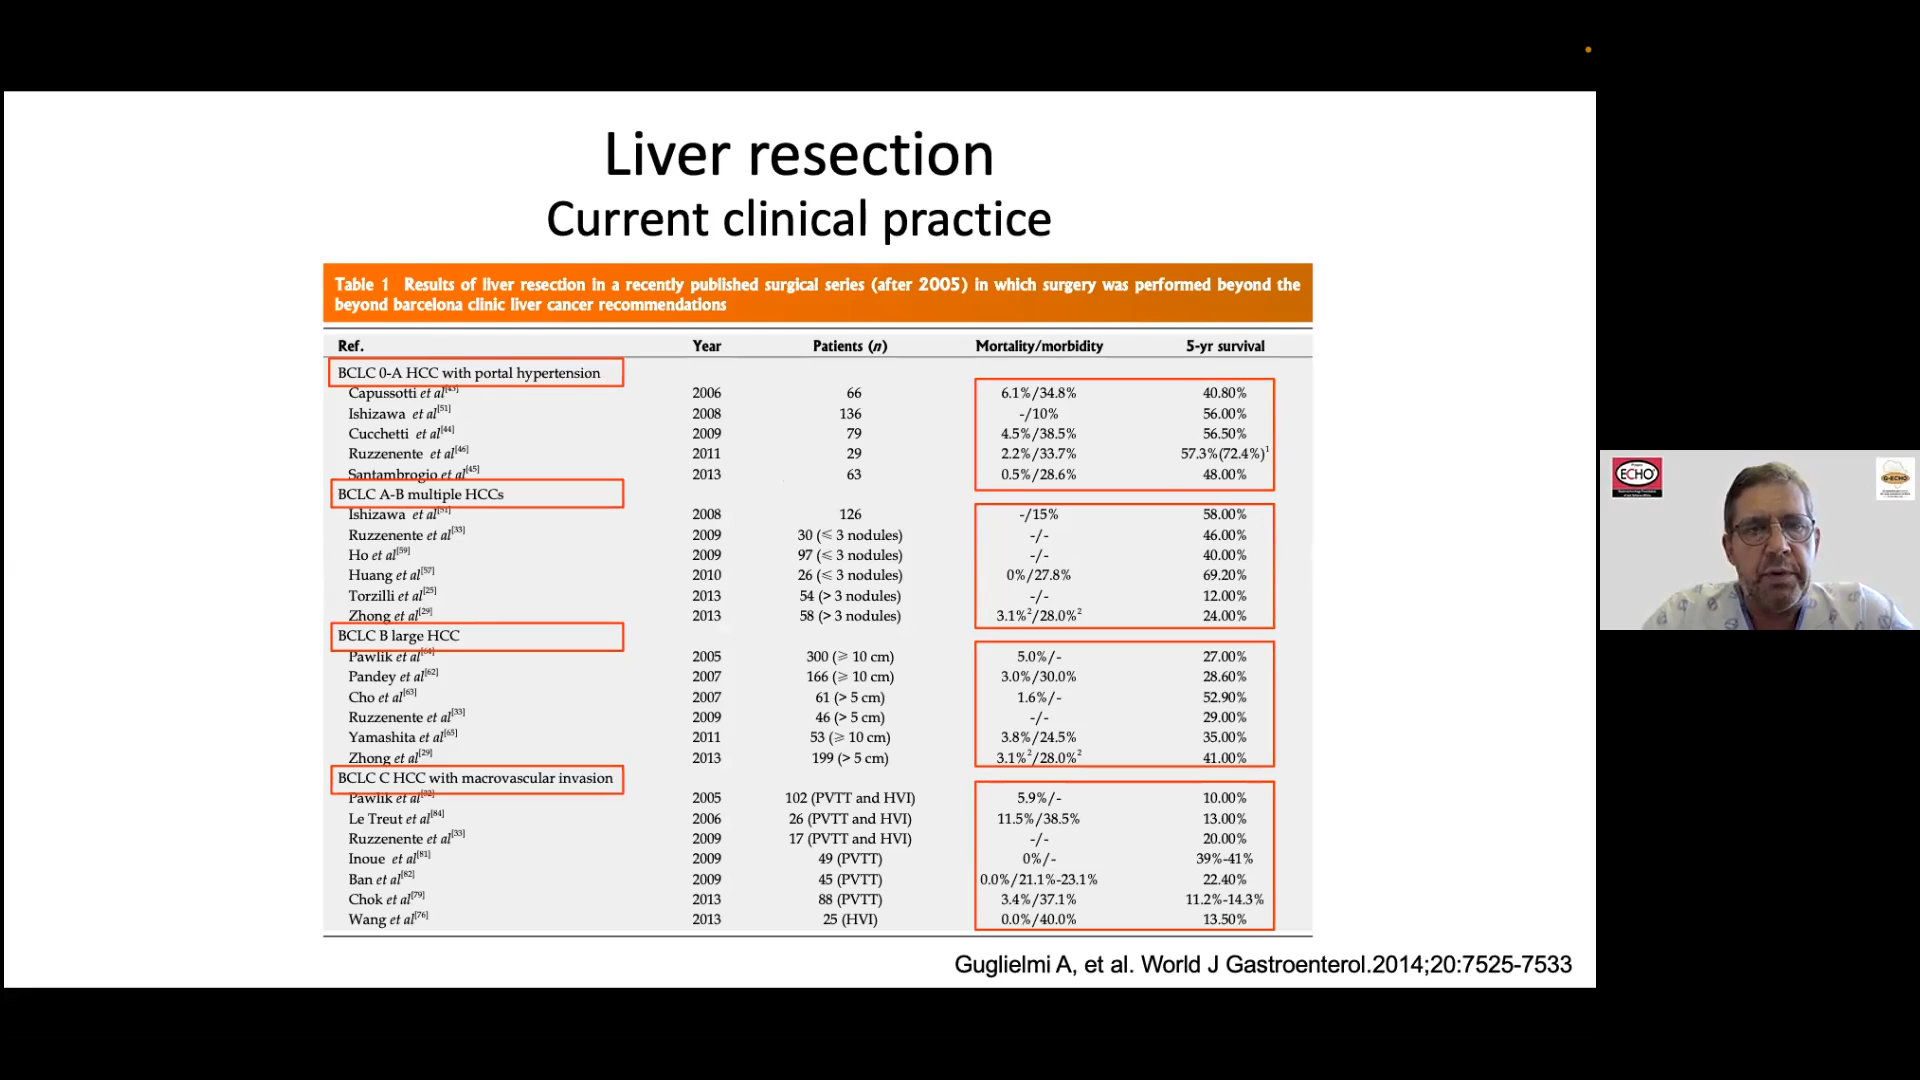 Liver resection
Current clinical practice
Table 1 Results of liver resection in a recently published surgical series (after 2005) in which surgery was performed beyond the
beyond barcelona clinic liver cancer recommendations
Ref. Year Patients (n) Mortality/morbidity 5-yr survival
BCLC 0-A HCC with portal hypertension
Capussotti et al[43] 2006 66 6.1%/34.8% 40.80%
Ishizawa et al[51] 2008 136 -/10% 56.00%
Cucchetti et al[44] 2009 79 4.5%/38.5% 56.50%
Ruzzenente et al[46] 2011 29 2.2%/33.7% 57.3%(72.4%)1
Santambrogio et al[45] 2013 63 0.5%/28.6% 48.00%
BCLC A-B multiple HCCs
Ishizawa et al[51] 2008 126 -/15% 58.00%
Ruzzenente et al[33] 2009 30 (⩽ 3 nodules) -/- 46.00%
Ho et al[59] 2009 97 (⩽ 3 nodules) -/- 40.00%
Huang et al[57] 2010 26 (⩽ 3 nodules) 0%/27.8% 69.20%
Torzilli et al[25] 2013 54 (> 3 nodules) -/- 12.00%
Zhong et al[29] 2013 58 (> 3 nodules) 3.1%2/28.0%2 24.00%
BCLC B large HCC
Pawlik et al[64] 2005 300 (⩾ 10 cm) 5.0%/- 27.00%
Pandey et al[62] 2007 166 (⩾ 10 cm) 3.0%/30.0% 28.60%
Cho et al[63] 2007 61 (> 5 cm) 1.6%/- 52.90%
Ruzzenente et al[33] 2009 46 (> 5 cm) -/- 29.00%
Yamashita et al[65] 2011 53 (⩾ 10 cm) 3.8%/24.5% 35.00%
Zhong et al[29] 2013 199 (> 5 cm) 3.1%2/28.0%2 41.00%
BCLC C HCC with macrovascular invasion
Pawlik et al[32] 2005 102 (PVTT and HVI) 5.9%/- 10.00%
Le Treut et al[84] 2006 26 (PVTT and HVI) 11.5%/38.5% 13.00%
Ruzzenente et al[33] 2009 17 (PVTT and HVI) -/- 20.00%
Inoue et al[81] 2009 49 (PVTT) 0%/- 39%-41%
Ban et al[82] 2009 45 (PVTT) 0.0%/21.1%-23.1% 22.40%
Chok et al[79] 2013 88 (PVTT) 3.4%/37.1% 11.2%-14.3%
Wang et al[76] 2013 25 (HVI) 0.0%/40.0% 13.50%
Guglielmi A, et al. World J Gastroenterol.2014;20:7525-7533
ECHO
G-ECHO